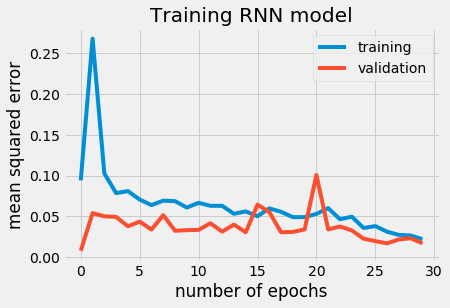 Training RNN model
training
validation
mean squared error
0.25
0.20
0.15
0.10
0.05
0.00
0 5 10 15 20 25 30
number of epochs